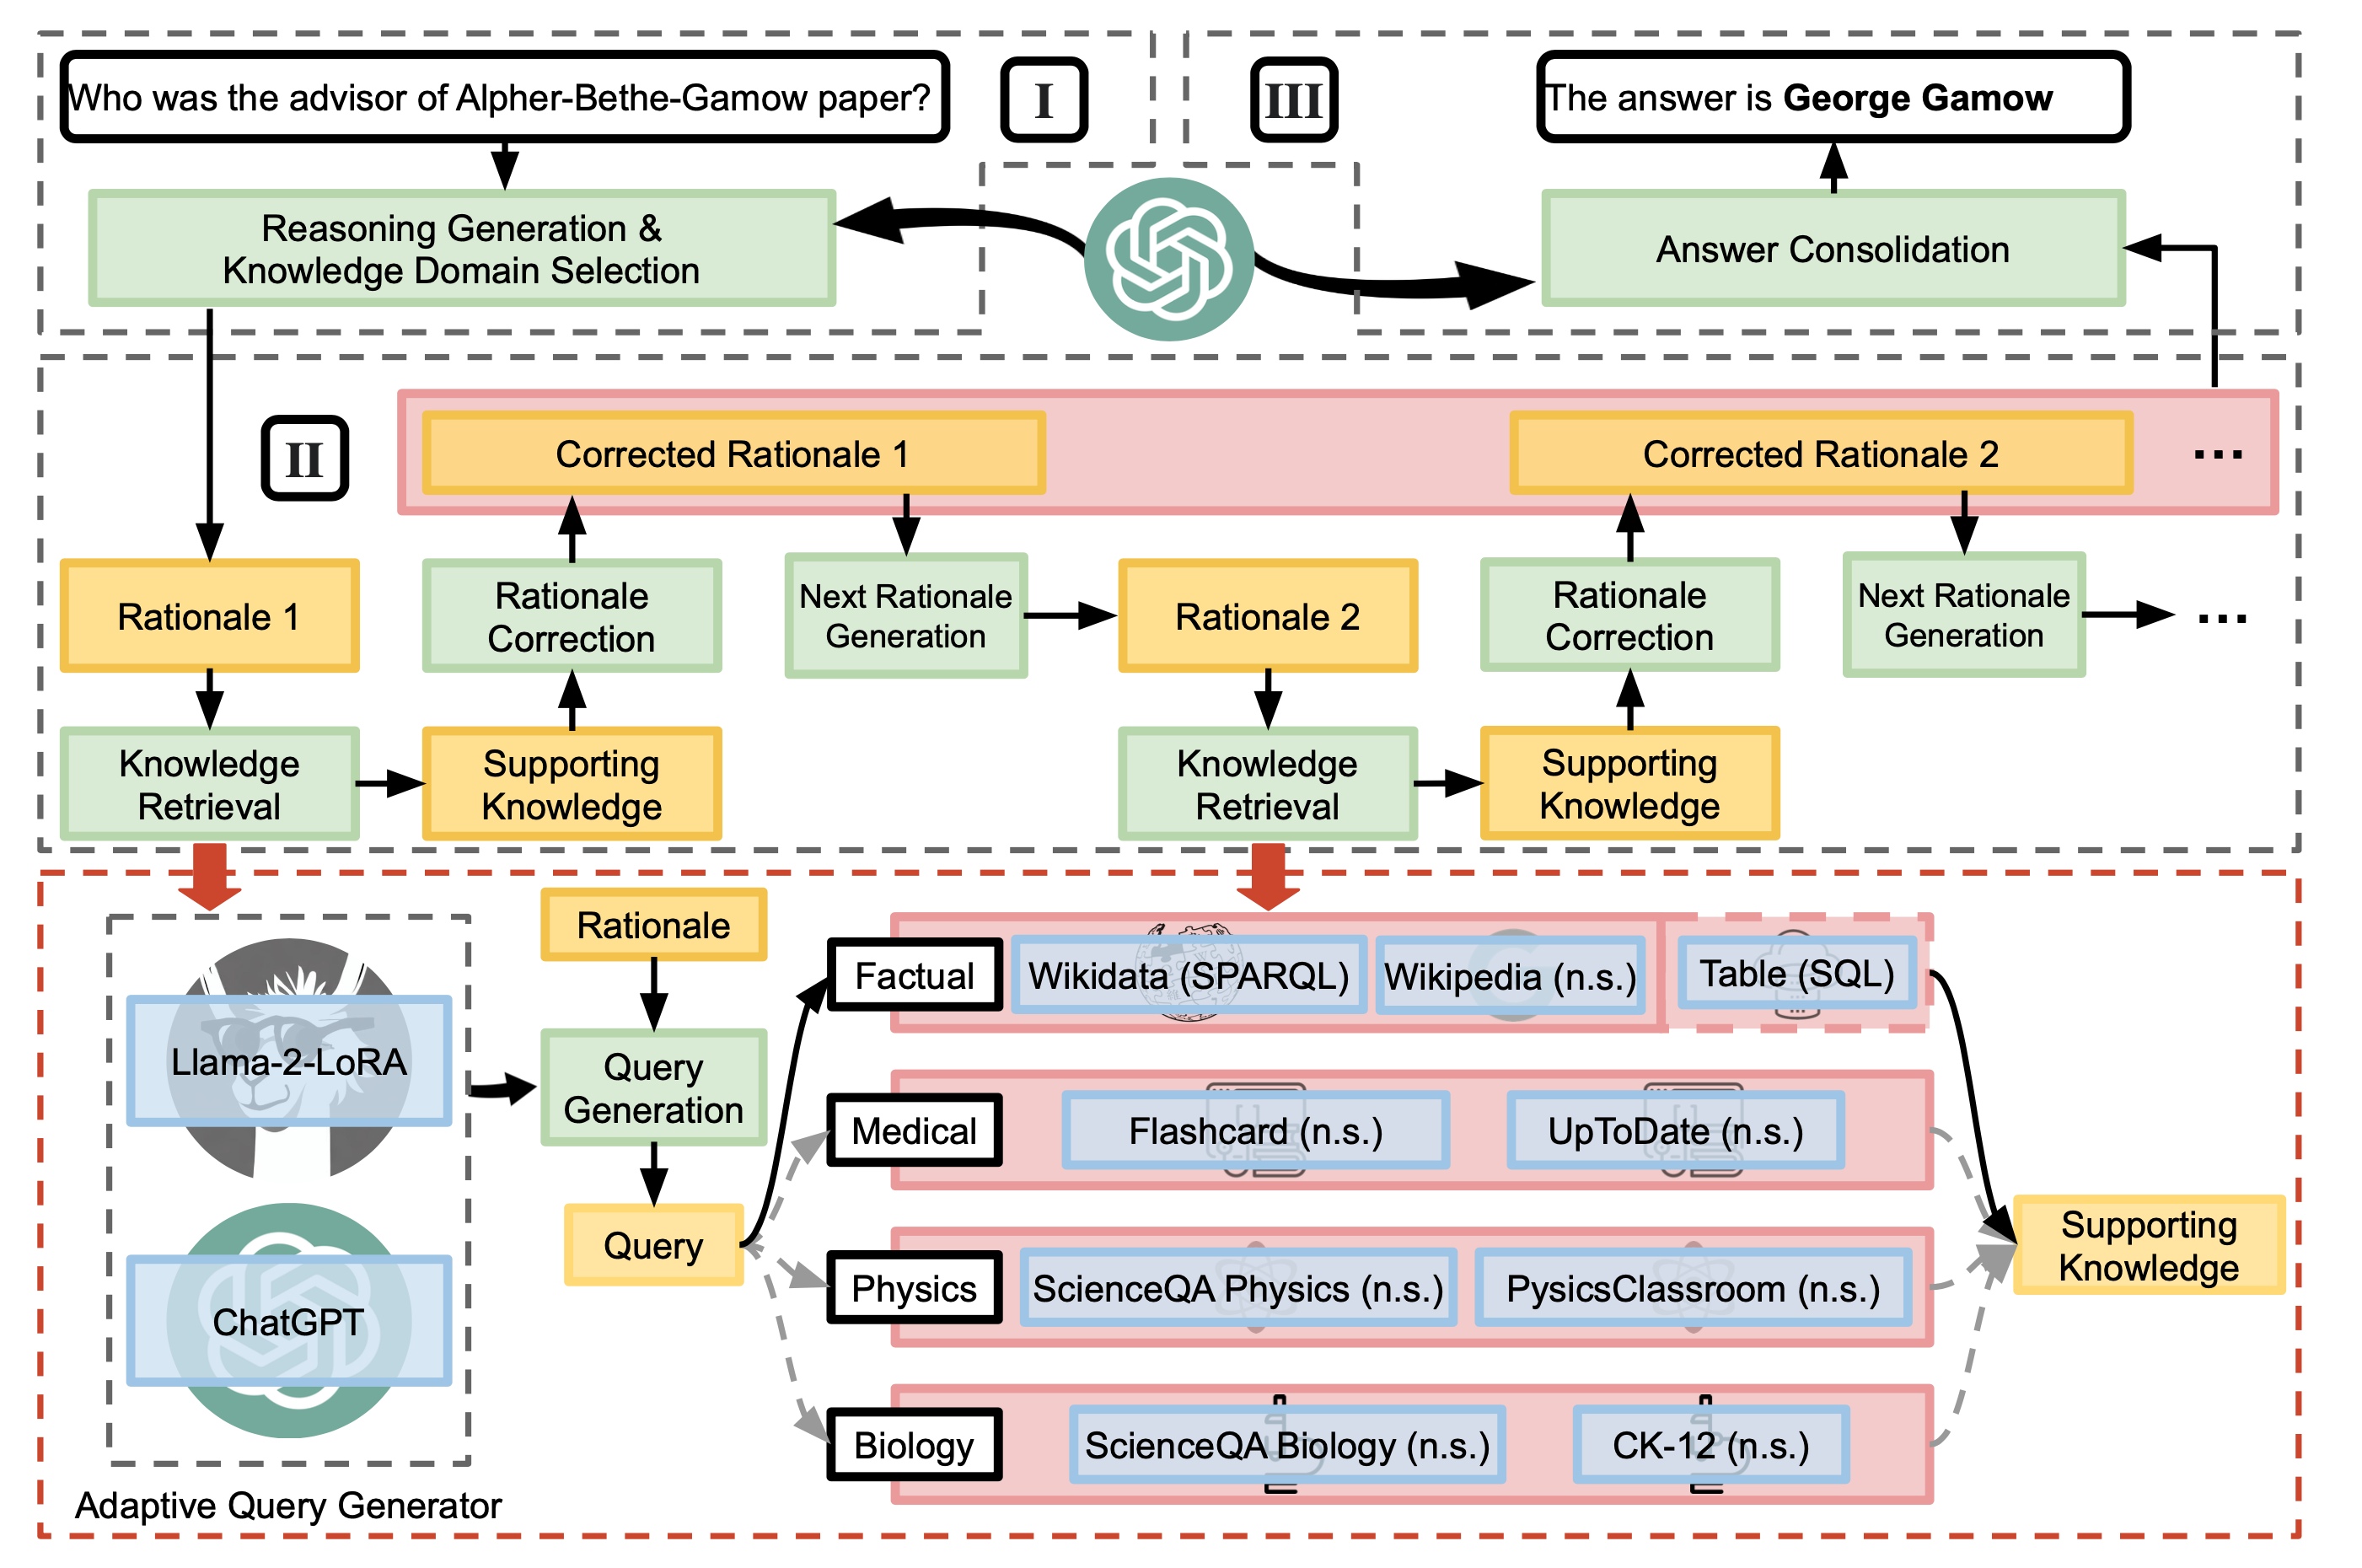 Who was the advisor of Alpher-Bethe-Gamow paper?
I
III
The answer is George Gamow
Reasoning Generation &
Knowledge Domain Selection
Answer Consolidation
II
Corrected Rationale 1
Corrected Rationale 2
...
Rationale 1
Rationale
Correction
Next Rationale
Generation
Rationale 2
Rationale
Correction
Next Rationale
Generation
...
Knowledge
Retrieval
Supporting
Knowledge
Knowledge
Retrieval
Supporting
Knowledge
Llama-2-LoRA
ChatGPT
Adaptive Query Generator
Rationale
Query
Generation
Query
Factual
Wikidata (SPARQL)
Wikipedia (n.s.)
Table (SQL)
Medical
Flashcard (n.s.)
UpToDate (n.s.)
Physics
ScienceQA Physics (n.s.)
PysicsClassroom (n.s.)
Biology
ScienceQA Biology (n.s.)
CK-12 (n.s.)
Supporting
Knowledge